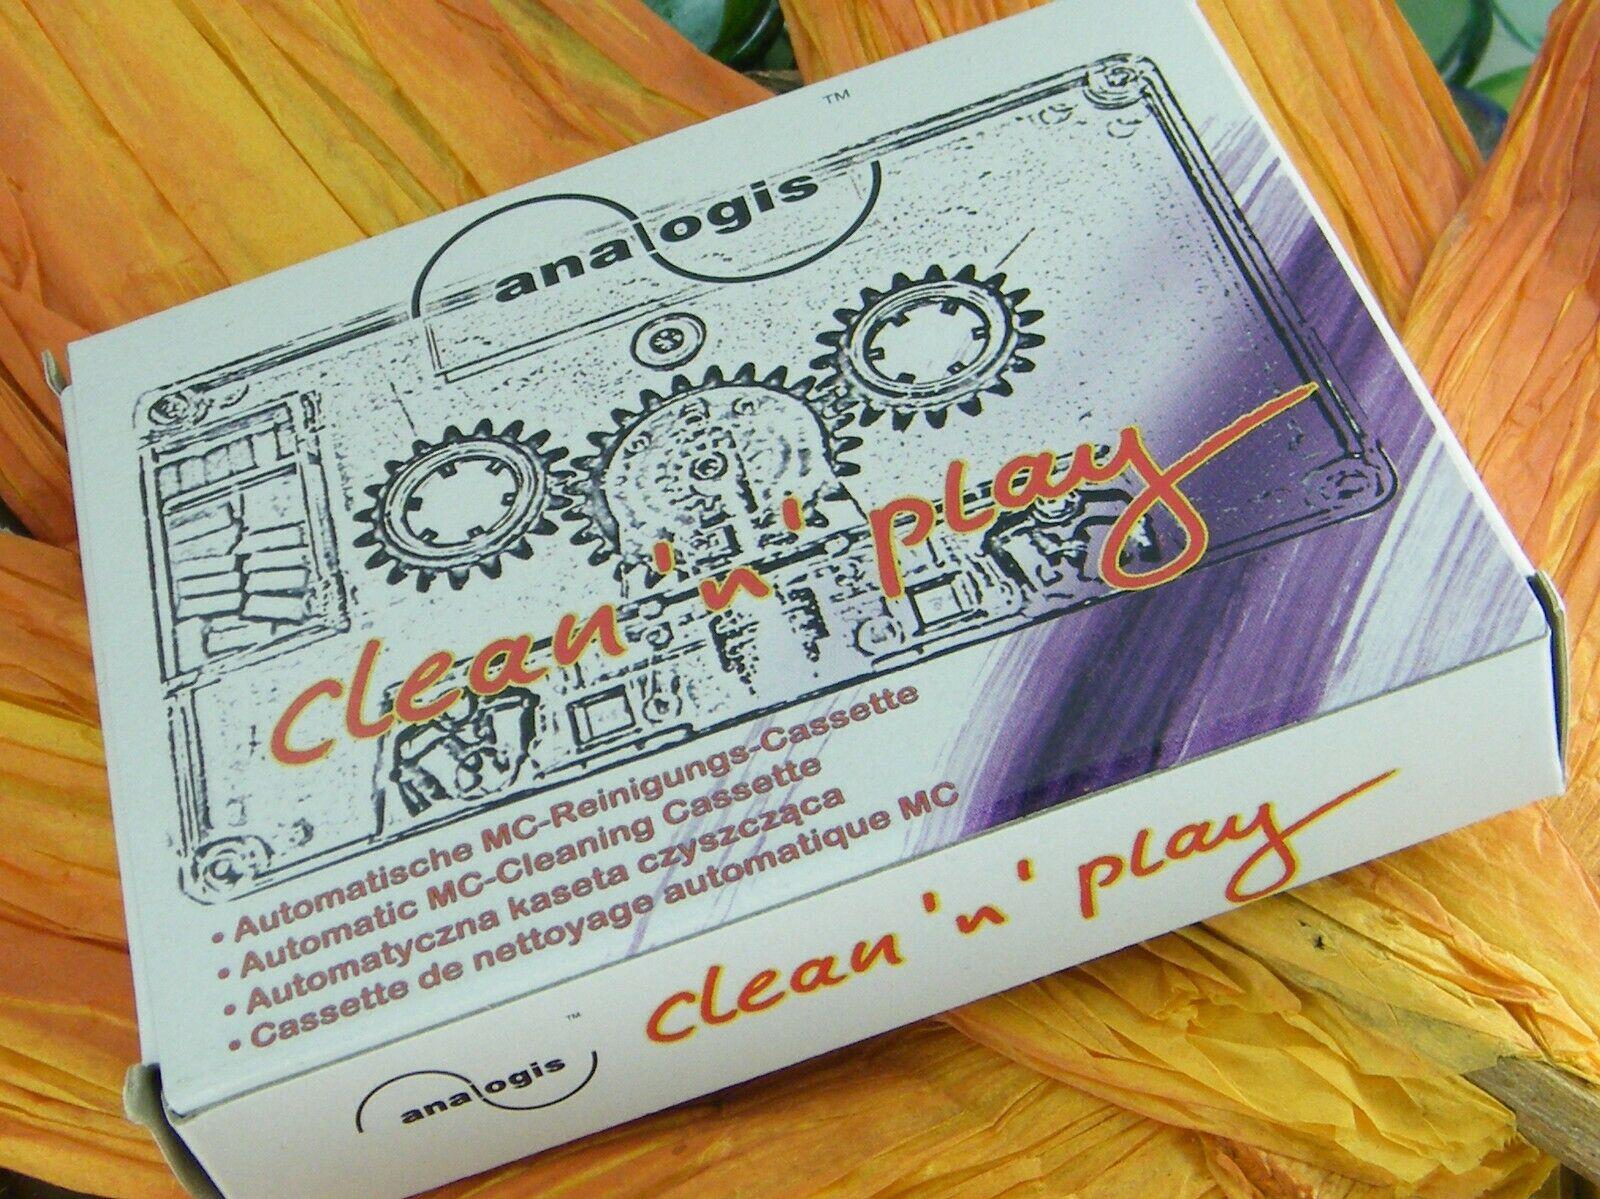 TM
analogis
clean 'n' play
• Automatische MC-Reinigungs-Cassette
• Automatic MC-Cleaning Cassette
• Automatyczna kaseta czyszcząca
• Cassette de nettoyage automatique MC
TM
analogis
clean 'n' play